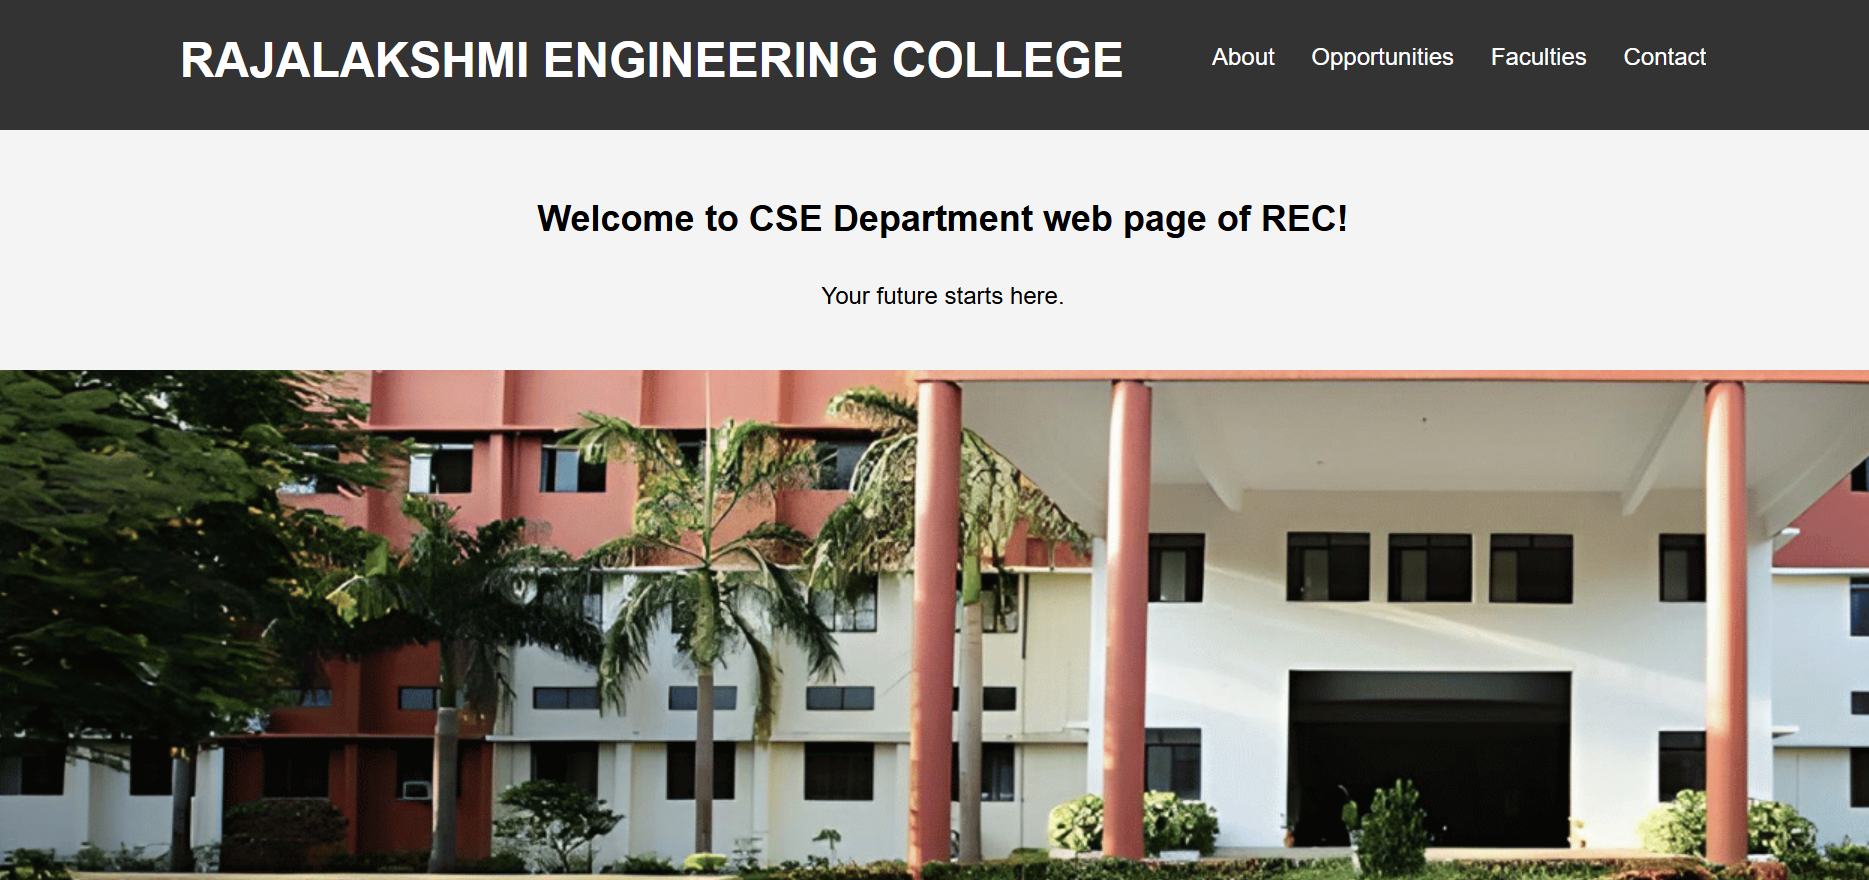 RAJALAKSHMI ENGINEERING COLLEGE
About Opportunities Faculties Contact
Welcome to CSE Department web page of REC!
Your future starts here.